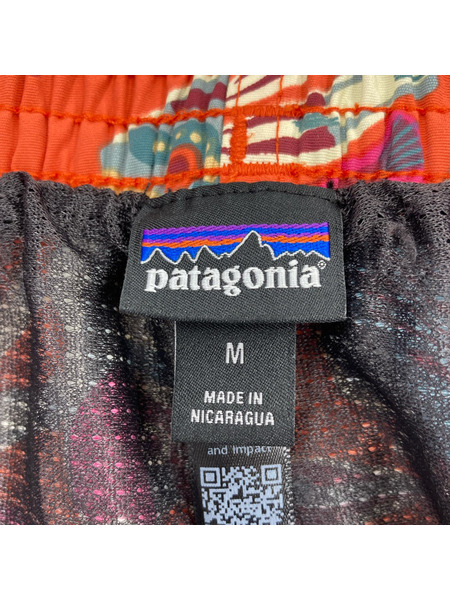 patagonia®
M
MADE IN
NICARAGUA
and impact